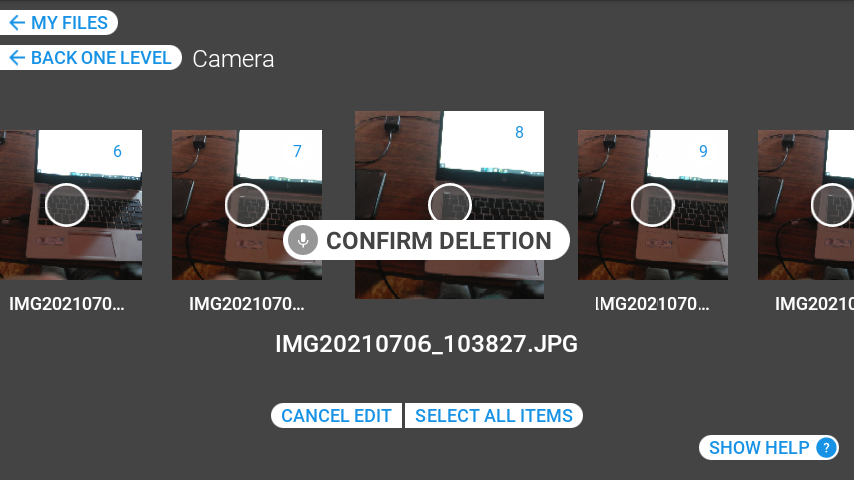 MY FILES
BACK ONE LEVEL Camera
6 7 8 9
CONFIRM DELETION
IMG2021070... IMG2021070... IMG2021070... IMG202107
IMG20210706_103827.JPG
CANCEL EDIT SELECT ALL ITEMS
SHOW HELP ?